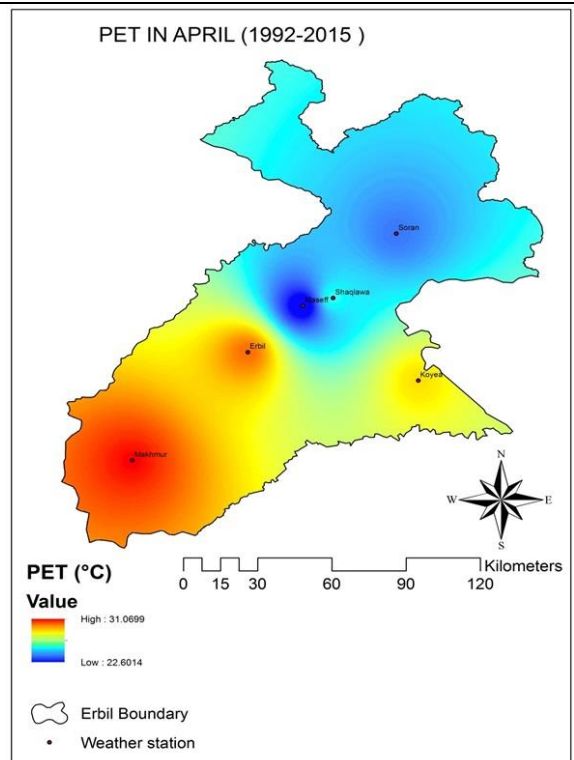 PET IN APRIL (1992-2015 )
Soran
Shaqlawa
Naseff
Erbil
Koyea
Makhmur
N
W
E
S
Kilometers
0 15 30 60 90 120
PET (°C)
Value
High : 31.0699
Low : 22.6014
Erbil Boundary
Weather station